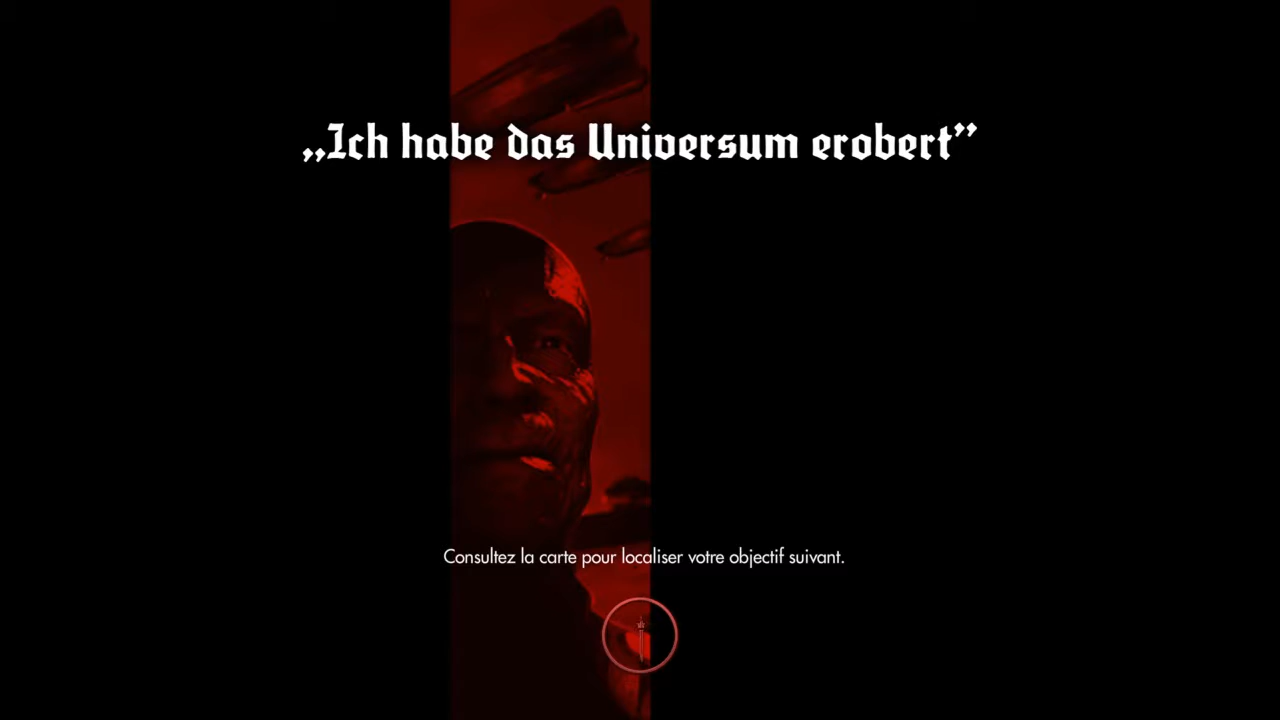 „Ich habe das Universum erobert”
Consultez la carte pour localiser votre objectif suivant.